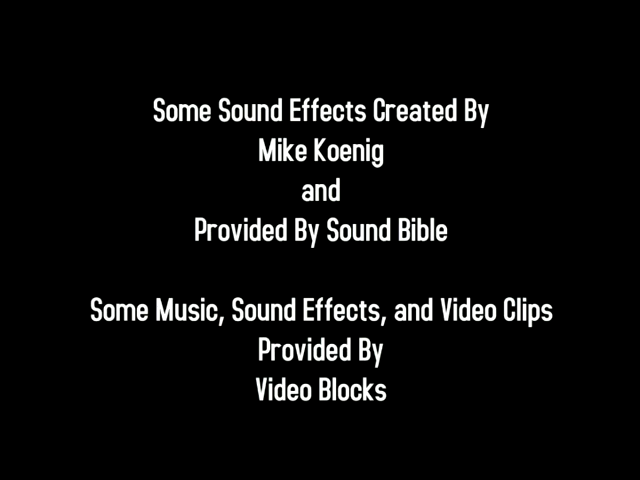 Some Sound Effects Created By
Mike Koenig
and
Provided By Sound Bible
Some Music, Sound Effects, and Video Clips
Provided By
Video Blocks